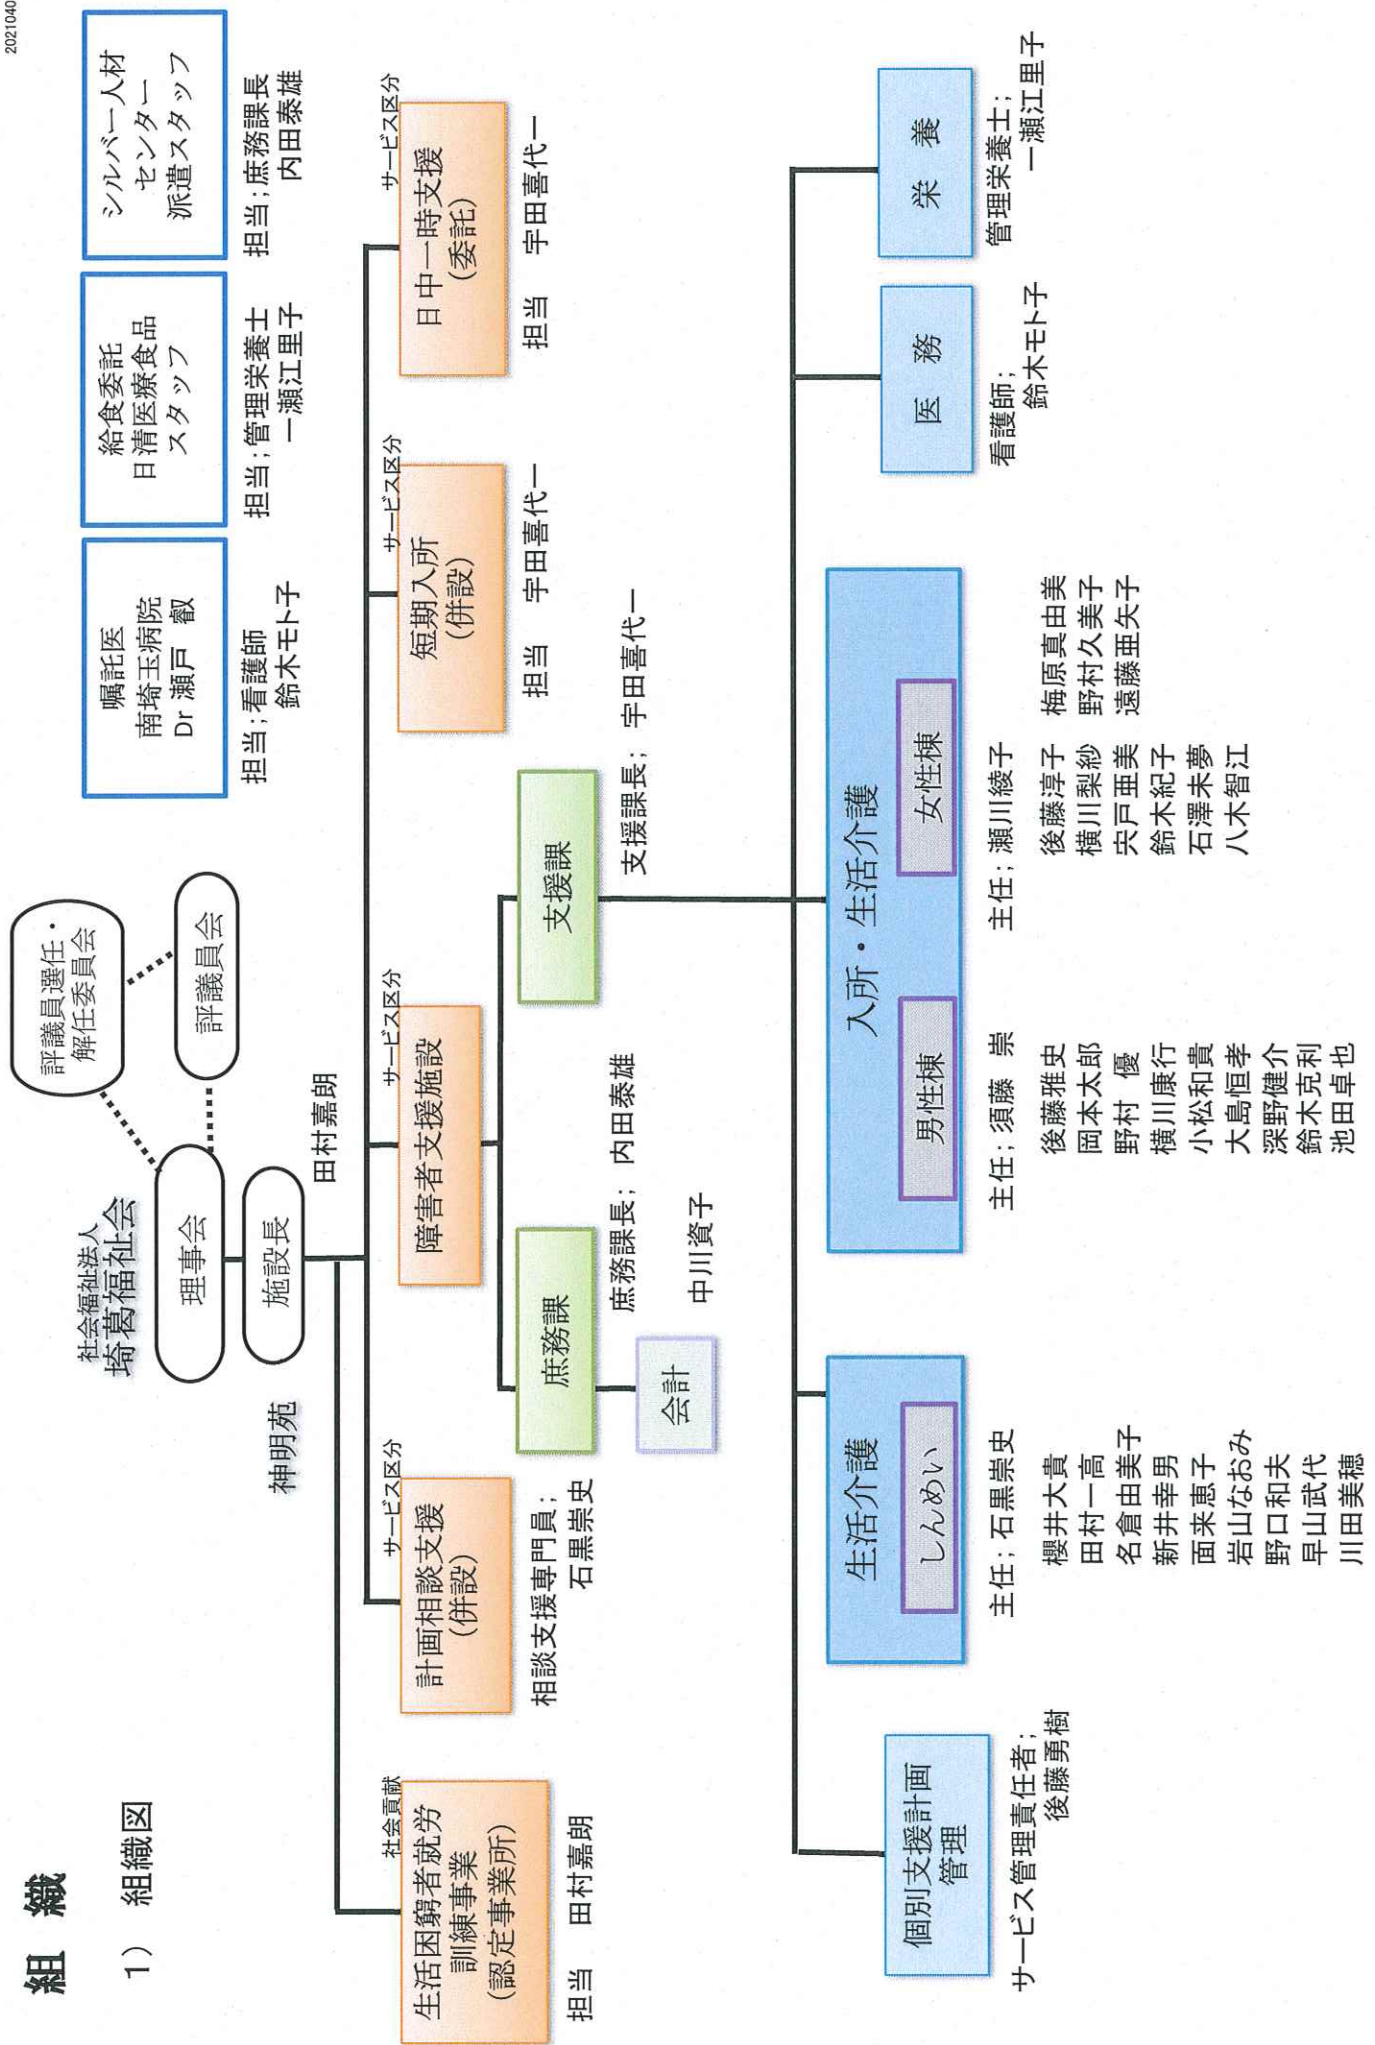 2021040
組 織
1） 組織図
社会福祉法人
埼葛福祉会
評議員選任・
解任委員会
評議員会
理事会
施設長
神明苑
田村嘉朗
嘱託医
南埼玉病院
Dr 瀬戸 叡
担当；看護師
鈴木モト子
給食委託
日清医療食品
スタッフ
担当；管理栄養士
一瀬江里子
シルバー人材
センター
派遣スタッフ
担当；庶務課長
内田泰雄
社会貢献
生活困窮者就労
訓練事業
（認定事業所）
担当 田村嘉朗
サービス区分
計画相談支援
（併設）
相談支援専門員；
石黒崇史
サービス区分
障害者支援施設
サービス区分
短期入所
（併設）
担当 宇田喜代一
サービス区分
日中一時支援
（委託）
担当 宇田喜代一
庶務課
庶務課長； 内田泰雄
会計
中川資子
支援課
支援課長； 宇田喜代一
個別支援計画
管理
サービス管理責任者；
後藤勇樹
生活介護
しんめい
主任；石黒崇史
櫻井大貴
田村一高
名倉由美子
新井幸男
面来恵子
岩山なおみ
野口和夫
早山武代
川田美穂
入所・生活介護
男性棟
主任；須藤 崇
後藤雅史
岡本太郎
野村 優
横川康行
小松和貴
大島恒孝
深野健介
鈴木克利
池田卓也
女性棟
主任；瀬川綾子
後藤淳子
横川梨紗
宍戸亜美
鈴木紀子
石澤未夢
八木智江
梅原真由美
野村久美子
遠藤亜矢子
医 務
看護師；
鈴木モト子
栄 養
管理栄養士；
一瀬江里子